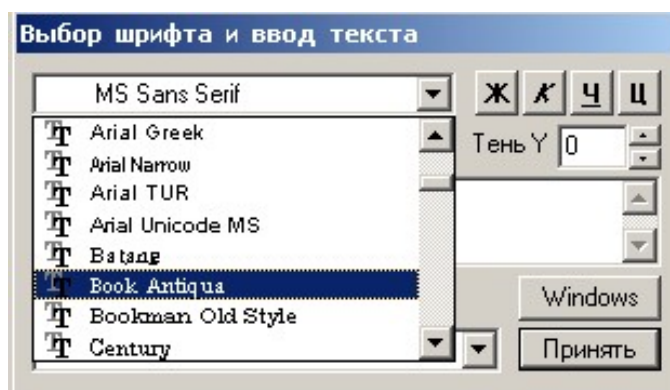 Выбор шрифта и ввод текста
MS Sans Serif
Ж К Ч Ц
Arial Greek
Тень Y 0
Arial Narrow
Arial TUR
Arial Unicode MS
Batang
Book Antiqua
Windows
Bookman Old Style
Century
Принять